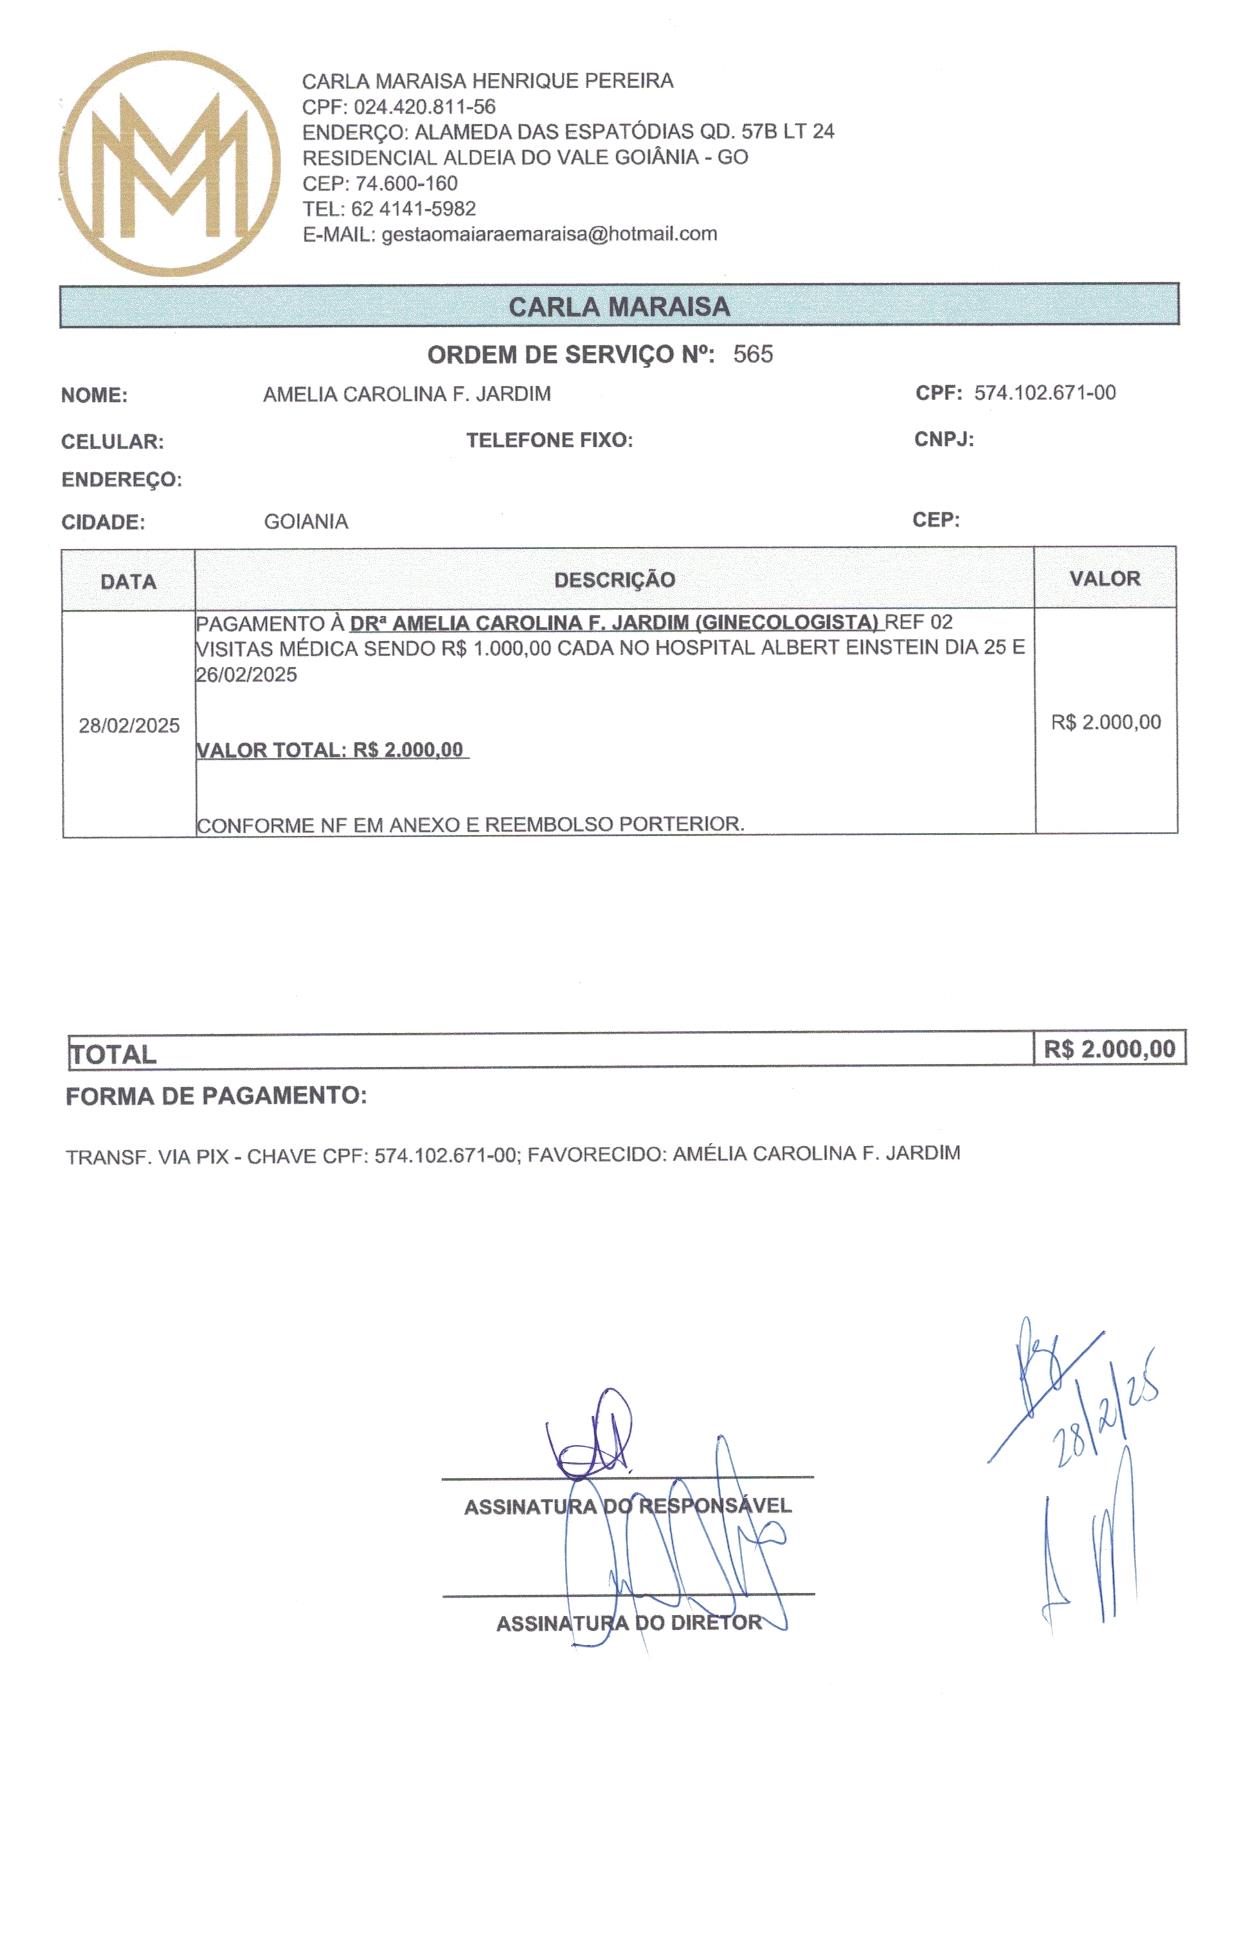 CARLA MARAISA HENRIQUE PEREIRA
CPF: 024.420.811-56
ENDERÇO: ALAMEDA DAS ESPATÓDIAS QD. 57B LT 24
RESIDENCIAL ALDEIA DO VALE GOIÂNIA - GO
CEP: 74.600-160
TEL: 62 4141-5982
E-MAIL: gestaomaiaraemaraisa@hotmail.com
CARLA MARAISA
ORDEM DE SERVIÇO Nº: 565
NOME: AMELIA CAROLINA F. JARDIM CPF: 574.102.671-00
CELULAR: TELEFONE FIXO: CNPJ:
ENDEREÇO:
CIDADE: GOIANIA CEP:
DATA DESCRIÇÃO VALOR
PAGAMENTO À DRª AMELIA CAROLINA F. JARDIM (GINECOLOGISTA) REF 02
VISITAS MÉDICA SENDO R$ 1.000,00 CADA NO HOSPITAL ALBERT EINSTEIN DIA 25 E
26/02/2025
28/02/2025 R$ 2.000,00
VALOR TOTAL: R$ 2.000,00
CONFORME NF EM ANEXO E REEMBOLSO PORTERIOR.
TOTAL R$ 2.000,00
FORMA DE PAGAMENTO:
TRANSF. VIA PIX - CHAVE CPF: 574.102.671-00; FAVORECIDO: AMÉLIA CAROLINA F. JARDIM
28/2/25
ASSINATURA DO RESPONSÁVEL
ASSINATURA DO DIRETOR